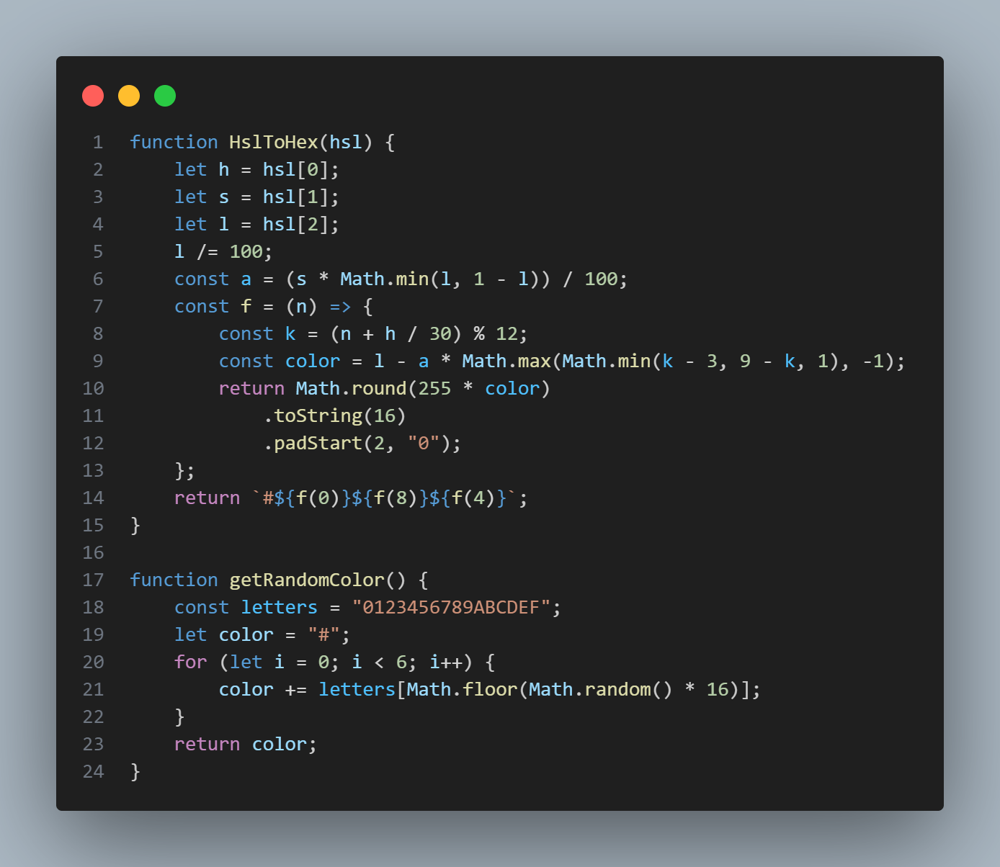 1 function HslToHex(hsl) {
2     let h = hsl[0];
3     let s = hsl[1];
4     let l = hsl[2];
5     l /= 100;
6     const a = (s * Math.min(l, 1 - l)) / 100;
7     const f = (n) => {
8         const k = (n + h / 30) % 12;
9         const color = l - a * Math.max(Math.min(k - 3, 9 - k, 1), -1);
10         return Math.round(255 * color)
11             .toString(16)
12             .padStart(2, "0");
13     };
14     return `#${f(0)}${f(8)}${f(4)}`;
15 }
16
17 function getRandomColor() {
18     const letters = "0123456789ABCDEF";
19     let color = "#";
20     for (let i = 0; i < 6; i++) {
21         color += letters[Math.floor(Math.random() * 16)];
22     }
23     return color;
24 }